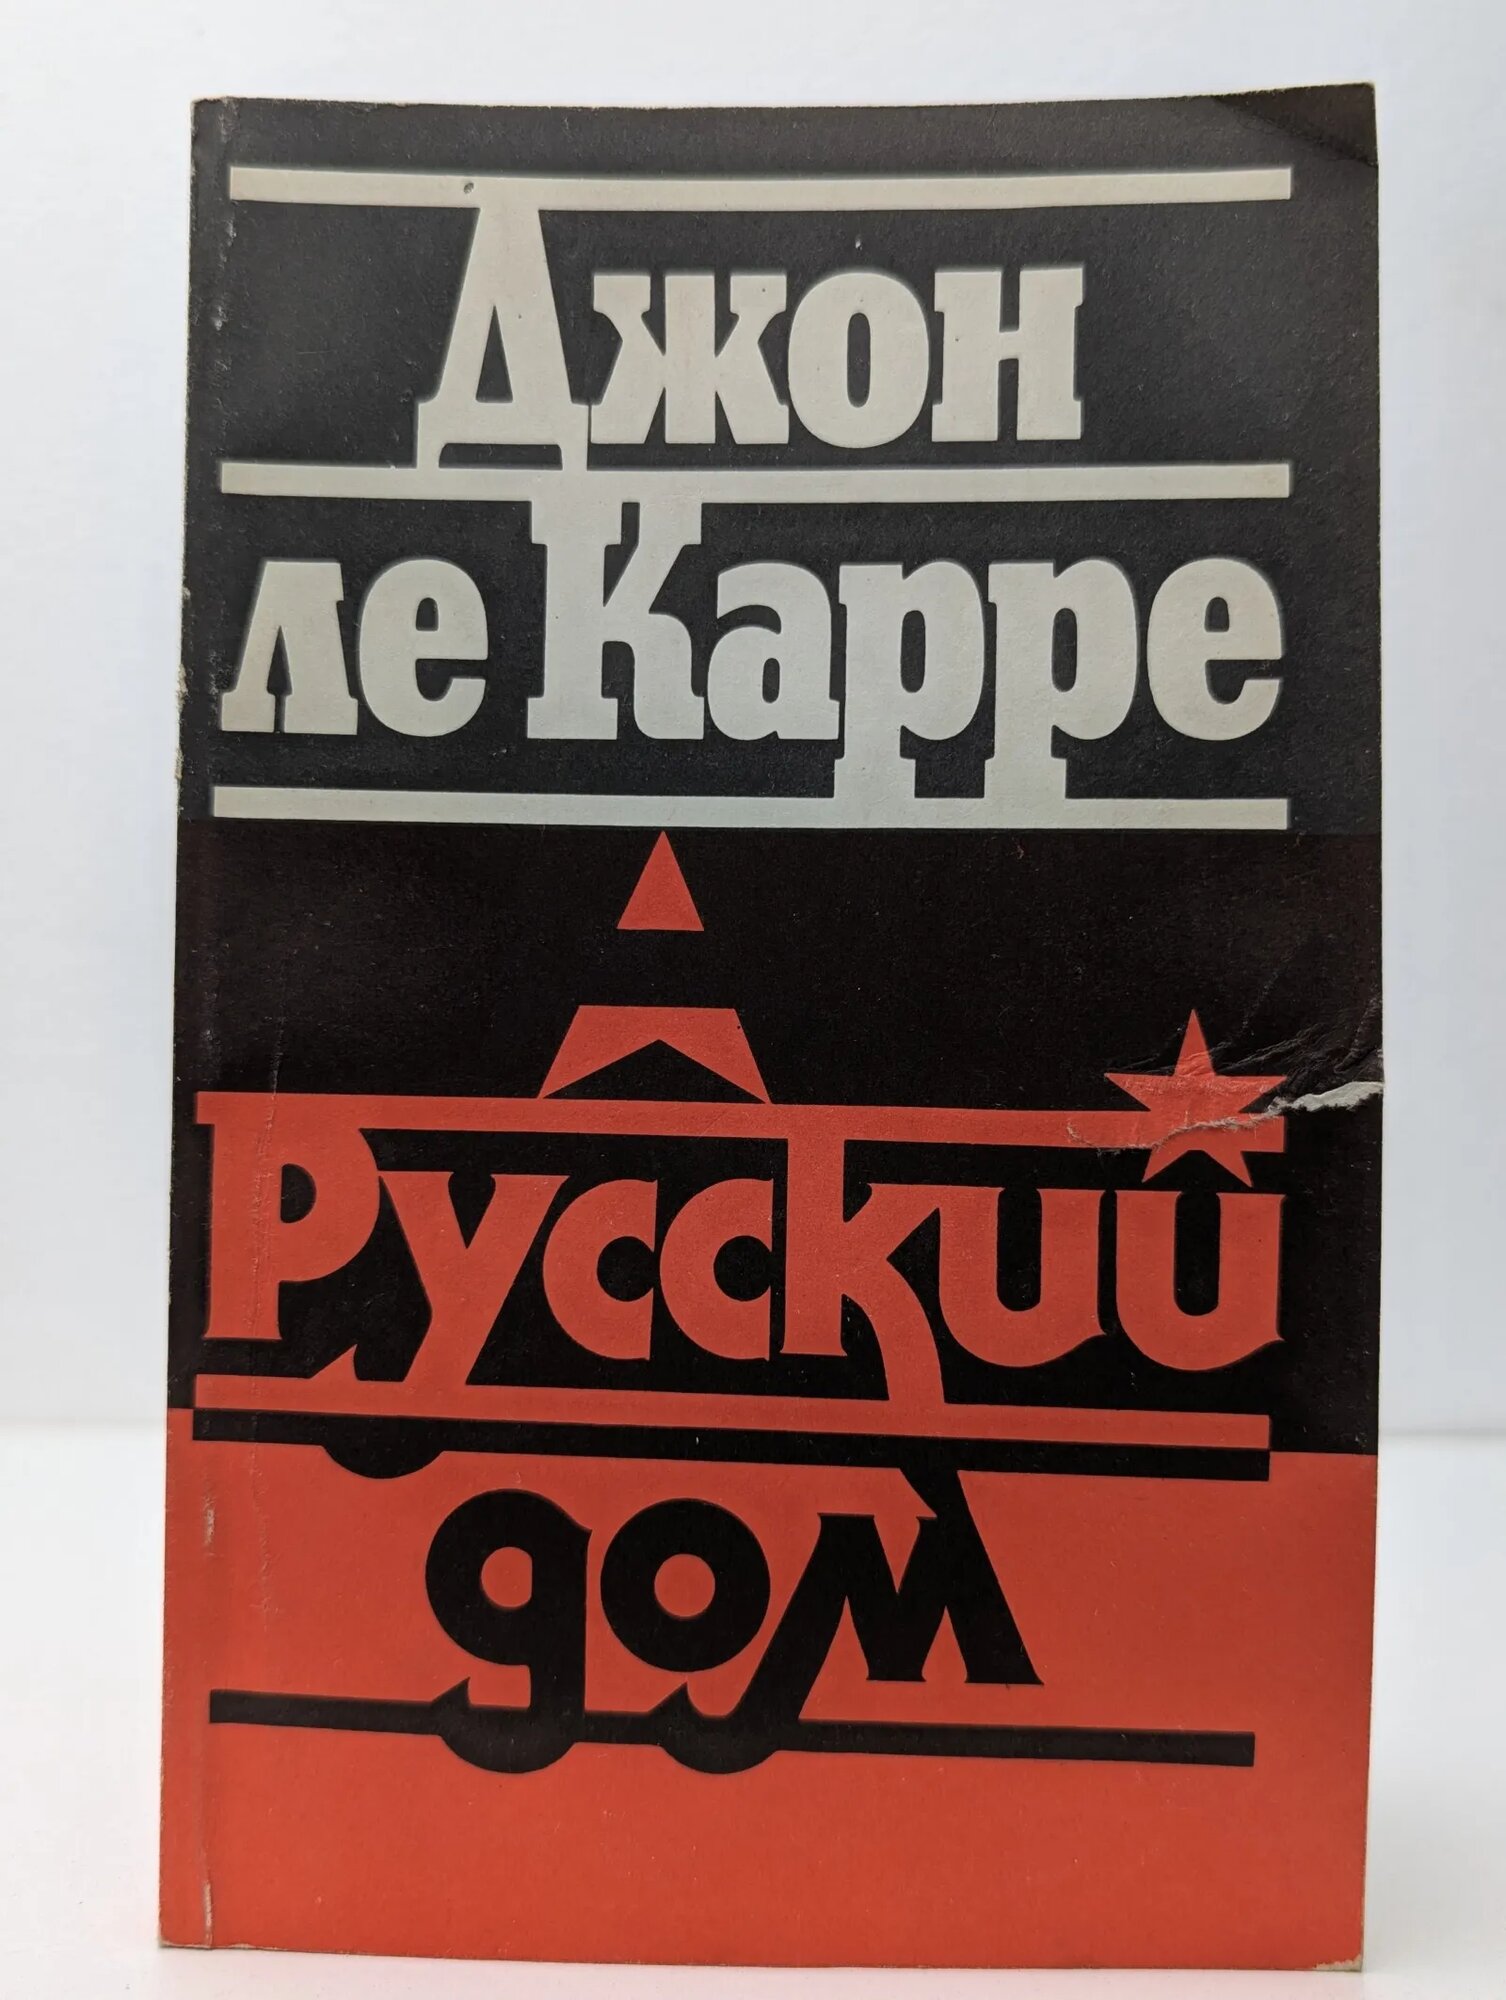 Джон
ле Карре
Русский
дом